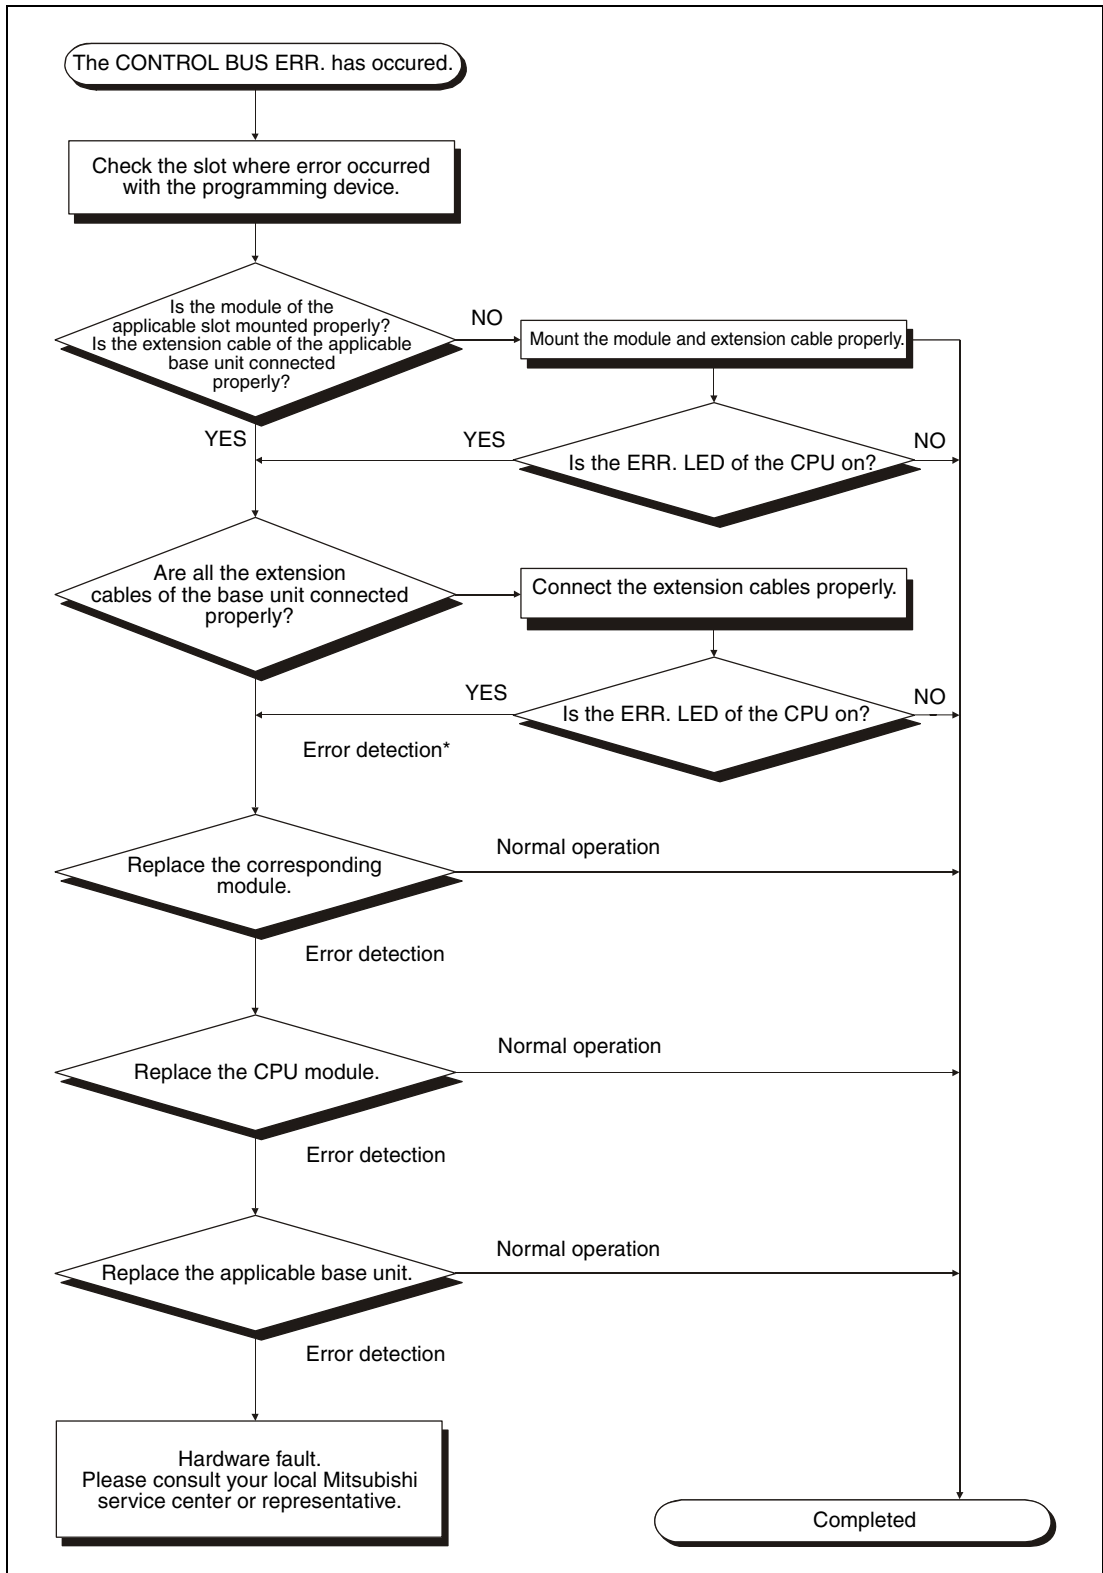 The CONTROL BUS ERR. has occured.
Check the slot where error occurred
with the programming device.
Is the module of the
applicable slot mounted properly?
Is the extension cable of the applicable
base unit connected
properly?
NO
Mount the module and extension cable properly.
YES
YES
Is the ERR. LED of the CPU on?
NO
Are all the extension
cables of the base unit connected
properly?
Connect the extension cables properly.
YES
Is the ERR. LED of the CPU on?
NO
Error detection*
Replace the corresponding
module.
Normal operation
Error detection
Replace the CPU module.
Normal operation
Error detection
Replace the applicable base unit.
Normal operation
Error detection
Hardware fault.
Please consult your local Mitsubishi
service center or representative.
Completed